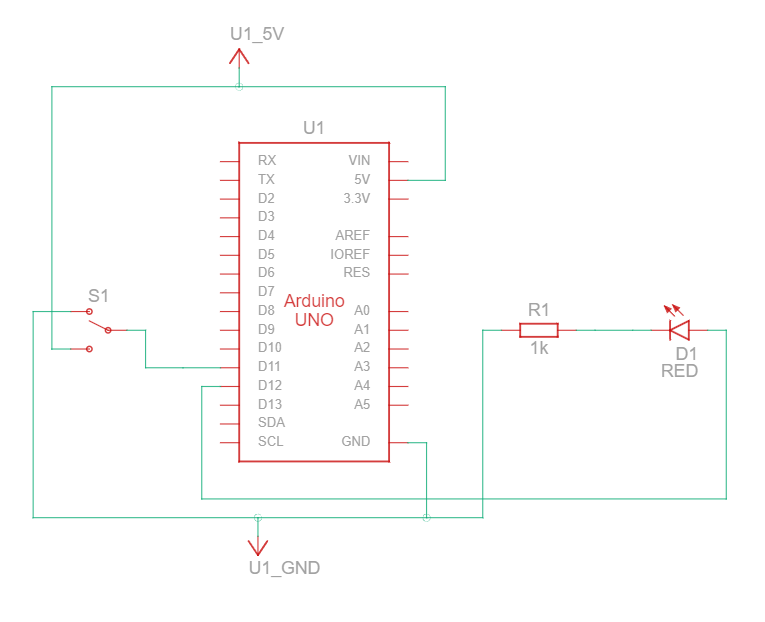 U1_5V
U1
RX VIN
TX 5V
D2 3.3V
D3
D4 AREF
D5 IOREF
D6 RES
D7
S1
Arduino
UNO
D8 A0
R1
D9 A1
D10 A2
1k
D1
RED
D11 A3
D12 A4
D13 A5
SDA
SCL GND
U1_GND